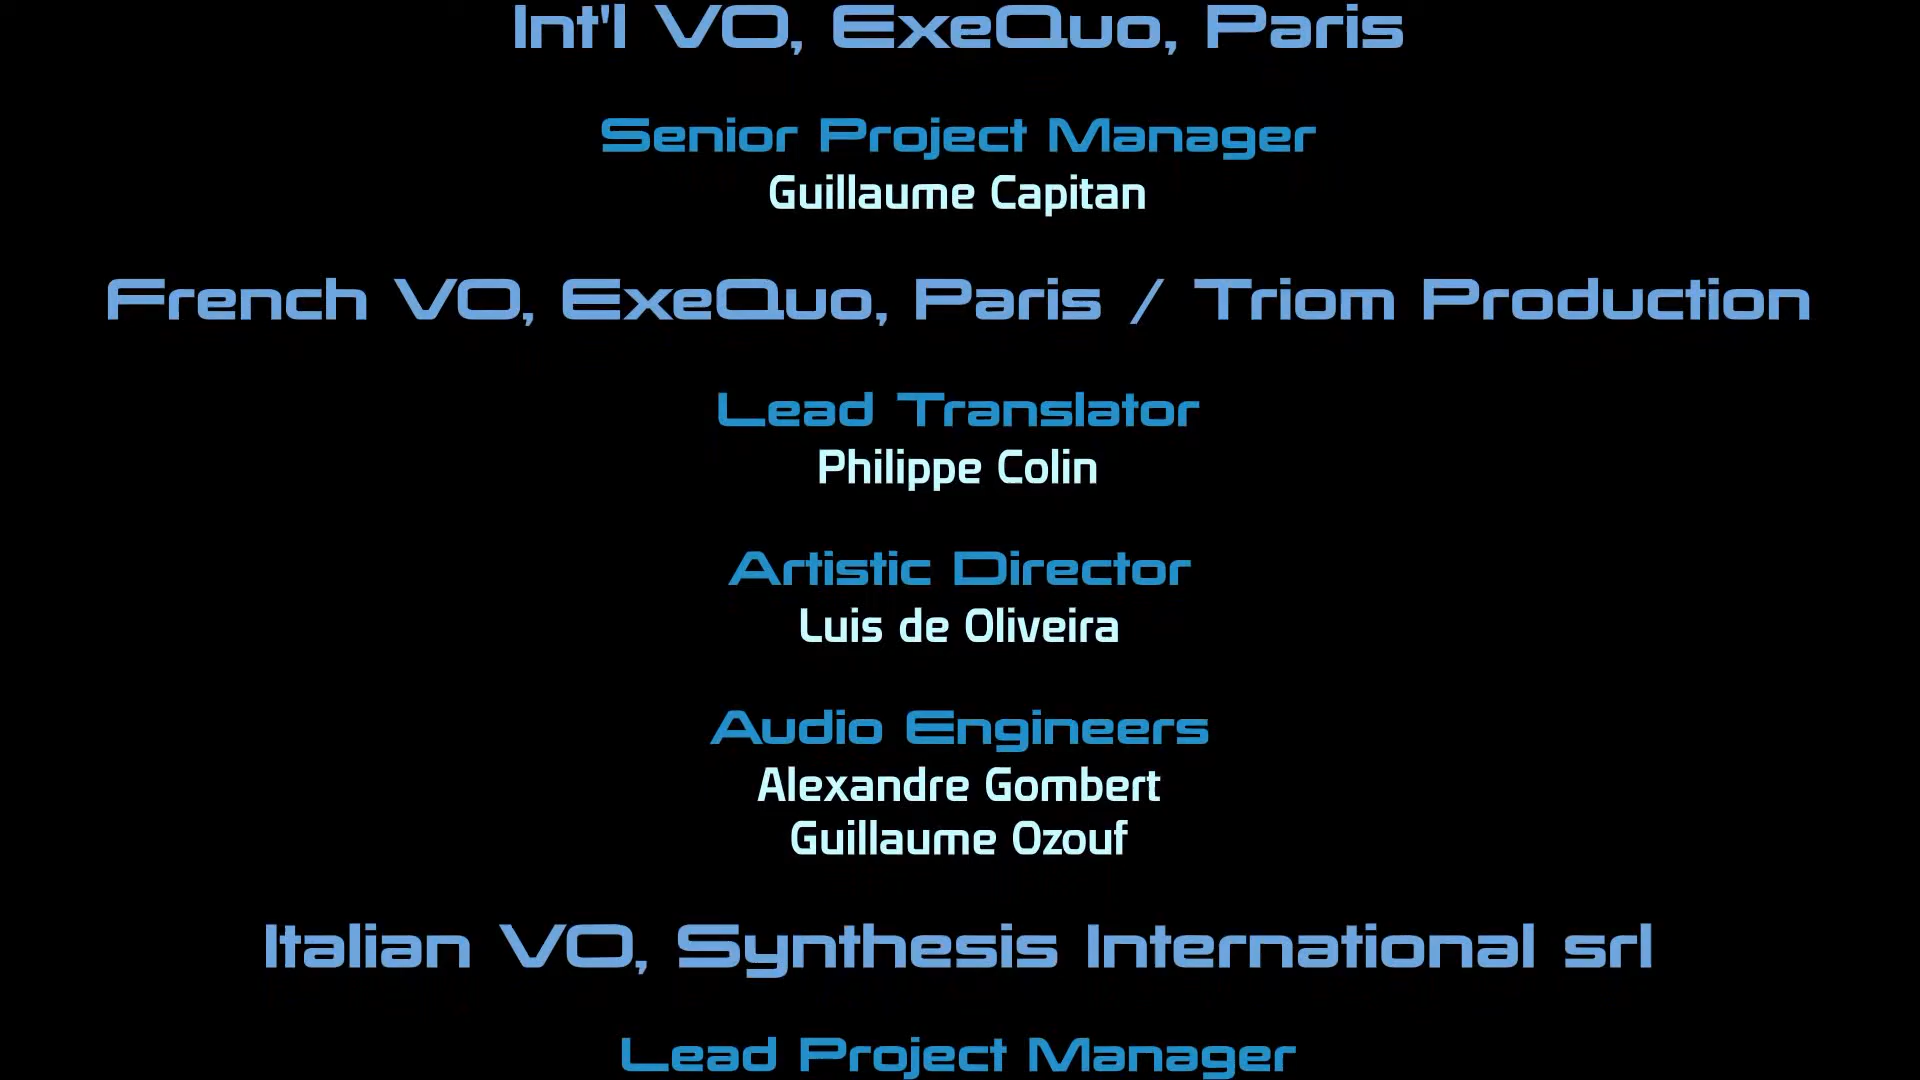 Int'l VO, ExeQuo, Paris
Senior Project Manager
Guillaume Capitan
French VO, ExeQuo, Paris / Triom Production
Lead Translator
Philippe Colin
Artistic Director
Luis de Oliveira
Audio Engineers
Alexandre Gombert
Guillaume Ozouf
Italian VO, Synthesis International srl
Lead Project Manager